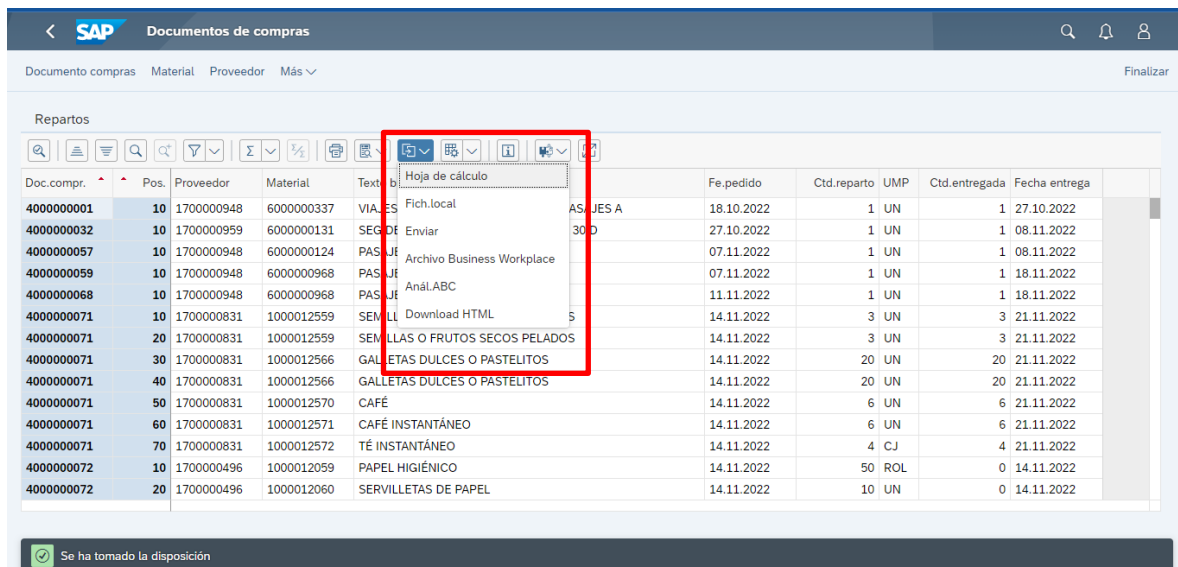 SAP Documentos de compras
Documento compras Material Proveedor Más Finalizar
Repartos
Doc.compr. Pos. Proveedor Material Texto b Fe.pedido Ctd.reparto UMP Ctd.entregada Fecha entrega
Hoja de cálculo
Fich.local
Enviar
Archivo Business Workplace
Anál.ABC
Download HTML
4000000001 10 1700000948 6000000337 VIAJES ASAJES A 18.10.2022 1 UN 1 27.10.2022
4000000032 10 1700000959 6000000131 SEG DE 30 D 27.10.2022 1 UN 1 08.11.2022
4000000057 10 1700000948 6000000124 PASAJE 07.11.2022 1 UN 1 08.11.2022
4000000059 10 1700000948 6000000968 PASAJE 07.11.2022 1 UN 1 18.11.2022
4000000068 10 1700000948 6000000968 PASAJE 11.11.2022 1 UN 1 18.11.2022
4000000071 10 1700000831 1000012559 SEMILL S 14.11.2022 3 UN 3 21.11.2022
4000000071 20 1700000831 1000012559 SEMILLAS O FRUTOS SECOS PELADOS 14.11.2022 3 UN 3 21.11.2022
4000000071 30 1700000831 1000012566 GALLETAS DULCES O PASTELITOS 14.11.2022 20 UN 20 21.11.2022
4000000071 40 1700000831 1000012566 GALLETAS DULCES O PASTELITOS 14.11.2022 20 UN 20 21.11.2022
4000000071 50 1700000831 1000012570 CAFÉ 14.11.2022 6 UN 6 21.11.2022
4000000071 60 1700000831 1000012571 CAFÉ INSTANTÁNEO 14.11.2022 6 UN 6 21.11.2022
4000000071 70 1700000831 1000012572 TÉ INSTANTÁNEO 14.11.2022 4 CJ 4 21.11.2022
4000000072 10 1700000496 1000012059 PAPEL HIGIÉNICO 14.11.2022 50 ROL 0 14.11.2022
4000000072 20 1700000496 1000012060 SERVILLETAS DE PAPEL 14.11.2022 10 UN 0 14.11.2022
Se ha tomado la disposición